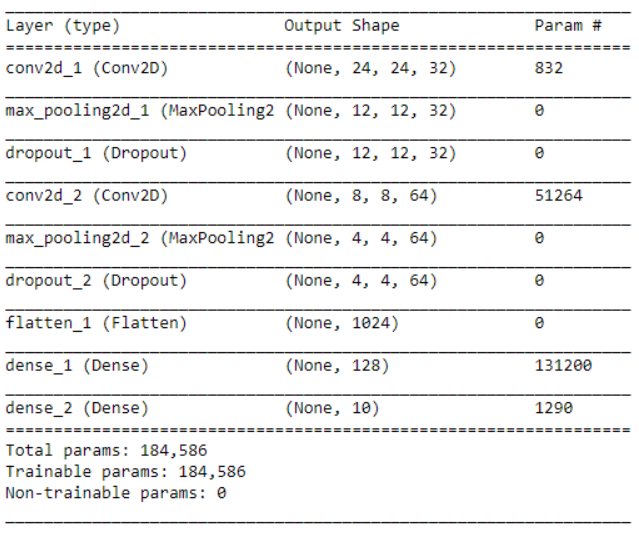 Layer (type) Output Shape Param #
=================================================================
conv2d_1 (Conv2D) (None, 24, 24, 32) 832
max_pooling2d_1 (MaxPooling2 (None, 12, 12, 32) 0
dropout_1 (Dropout) (None, 12, 12, 32) 0
conv2d_2 (Conv2D) (None, 8, 8, 64) 51264
max_pooling2d_2 (MaxPooling2 (None, 4, 4, 64) 0
dropout_2 (Dropout) (None, 4, 4, 64) 0
flatten_1 (Flatten) (None, 1024) 0
dense_1 (Dense) (None, 128) 131200
dense_2 (Dense) (None, 10) 1290
=================================================================
Total params: 184,586
Trainable params: 184,586
Non-trainable params: 0